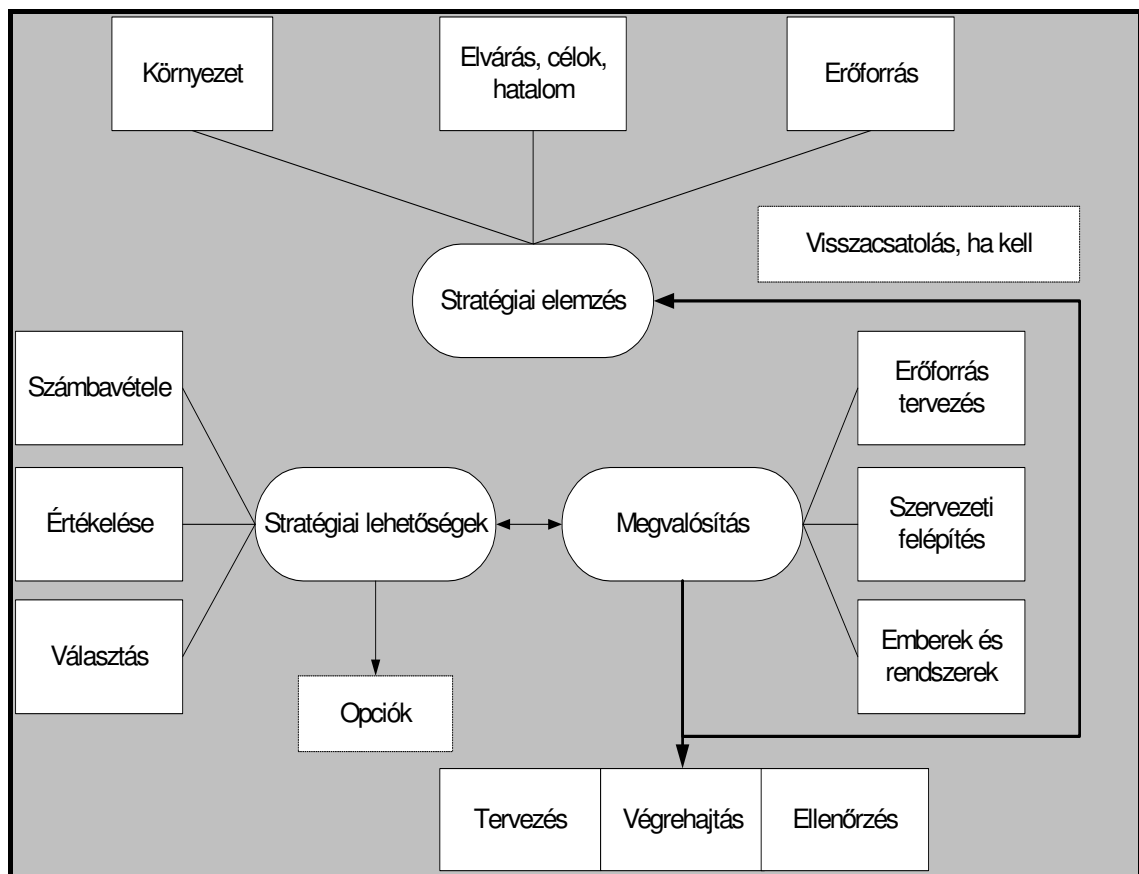 Környezet
Elvárás, célok,
hatalom
Erőforrás
Visszacsatolás, ha kell
Stratégiai elemzés
Számbavétele
Értékelése
Választás
Stratégiai lehetőségek
Megvalósítás
Erőforrás
tervezés
Szervezeti
felépítés
Emberek és
rendszerek
Opciók
Tervezés
Végrehajtás
Ellenőrzés